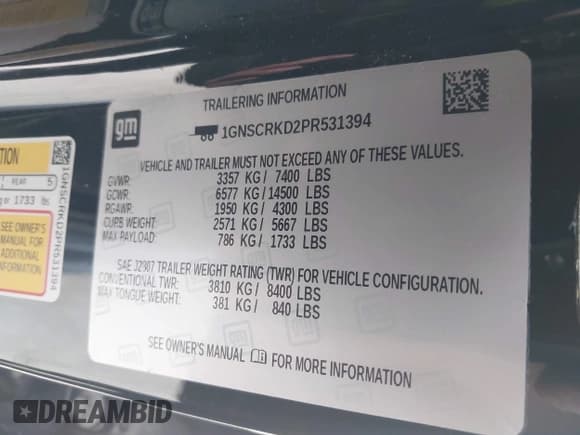 TRAILERING INFORMATION
gm
1GNSCRKD2PR531394
VEHICLE AND TRAILER MUST NOT EXCEED ANY OF THESE VALUES.
GVWR: 3357 KG/ 7400 LBS
GCWR: 6577 KG/ 14500 LBS
RGAWR: 1950 KG/ 4300 LBS
CURB WEIGHT: 2571 KG/ 5667 LBS
MAX PAYLOAD: 786 KG/ 1733 LBS
SAE J2907 TRAILER WEIGHT RATING (TWR) FOR VEHICLE CONFIGURATION.
CONVENTIONAL TWR: 3810 KG/ 8400 LBS
MAX TONGUE WEIGHT: 381 KG/ 840 LBS
SEE OWNER'S MANUAL FOR MORE INFORMATION
REAR 5
or 1733 lbs
SEE OWNER'S
MANUAL FOR
ADDITIONAL
INFORMATION
1GNSCRKD2PR531394
DREAMBID